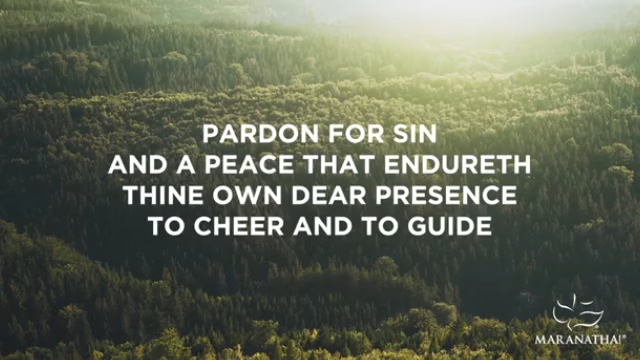 PARDON FOR SIN
AND A PEACE THAT ENDURETH
THINE OWN DEAR PRESENCE
TO CHEER AND TO GUIDE
MARANATHA!®